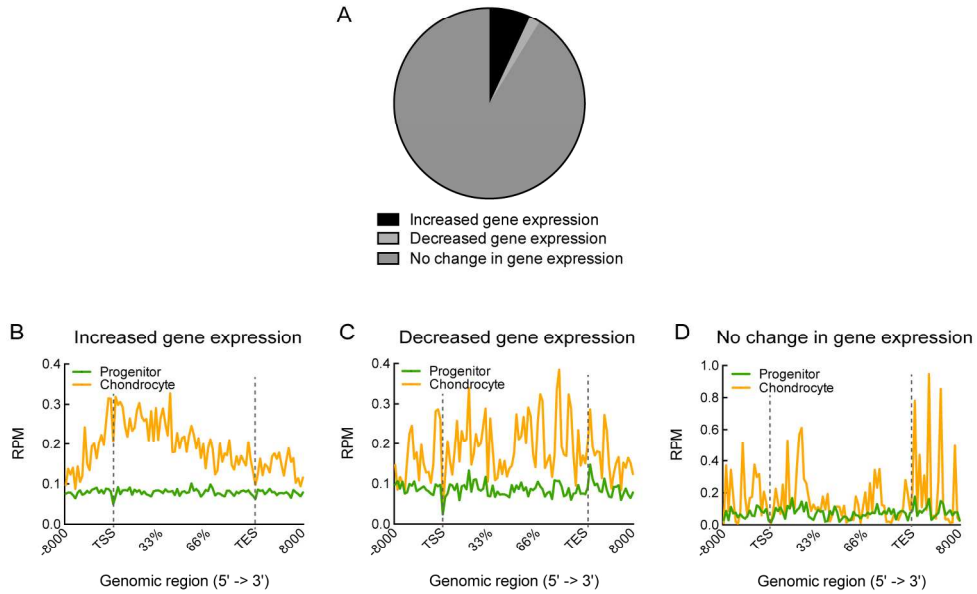 A
Increased gene expression
Decreased gene expression
No change in gene expression
B
Increased gene expression
Progenitor
Chondrocyte
0.4
0.3
0.2
0.1
0.0
RPM
-8000
TSS
33%
66%
TES
8000
Genomic region (5' -> 3')
C
Decreased gene expression
Progenitor
Chondrocyte
0.4
0.3
0.2
0.1
0.0
RPM
-8000
TSS
33%
66%
TES
8000
Genomic region (5' -> 3')
D
No change in gene expression
Progenitor
Chondrocyte
1.0
0.8
0.6
0.4
0.2
0.0
RPM
-8000
TSS
33%
66%
TES
8000
Genomic region (5' -> 3')